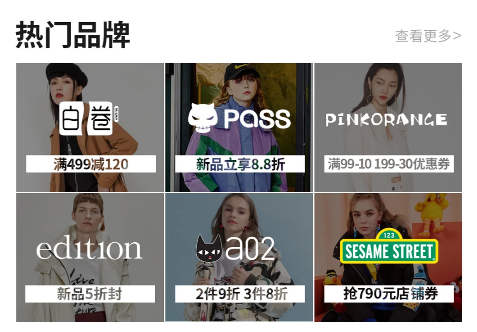 热门品牌
查看更多>
白卷
PASS
PINKORANGE
满499减120
新品立享8.8折
满99-10 199-30优惠券
edition
a02
123
SESAME STREET
新品5折封
2件9折 3件8折
抢790元店铺券